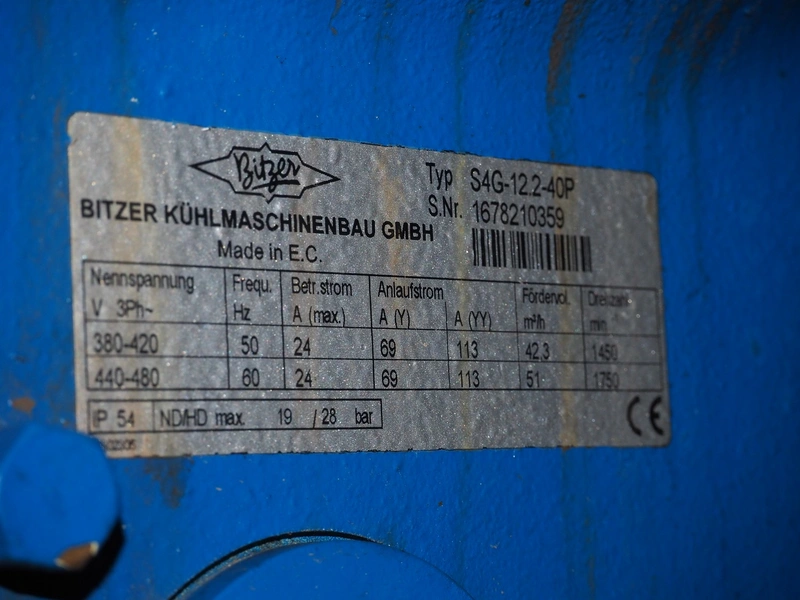 Bitzer
Typ S4G-12.2-40P
S.Nr. 1678210359
BITZER KÜHLMASCHINENBAU GMBH
Made in E.C.
Nennspannung Frequ. Betr.strom Anlaufstrom Fördervol. Drehzahl
V 3Ph~ Hz A (max.) A (Y) A (YY) m³/h min
380-420 50 24 69 113 42,3 1450
440-480 60 24 69 113 51 1750
IP 54 ND/HD max. 19 / 28 bar
CE